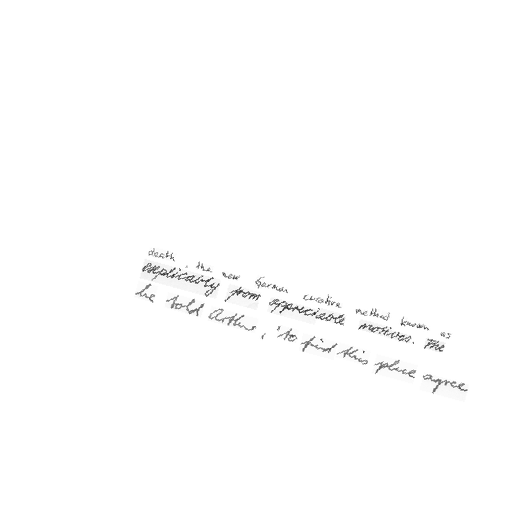 death. the new German curative method known as
explicably from appreciable motives. The
he told Arthur, 'to find this place agree